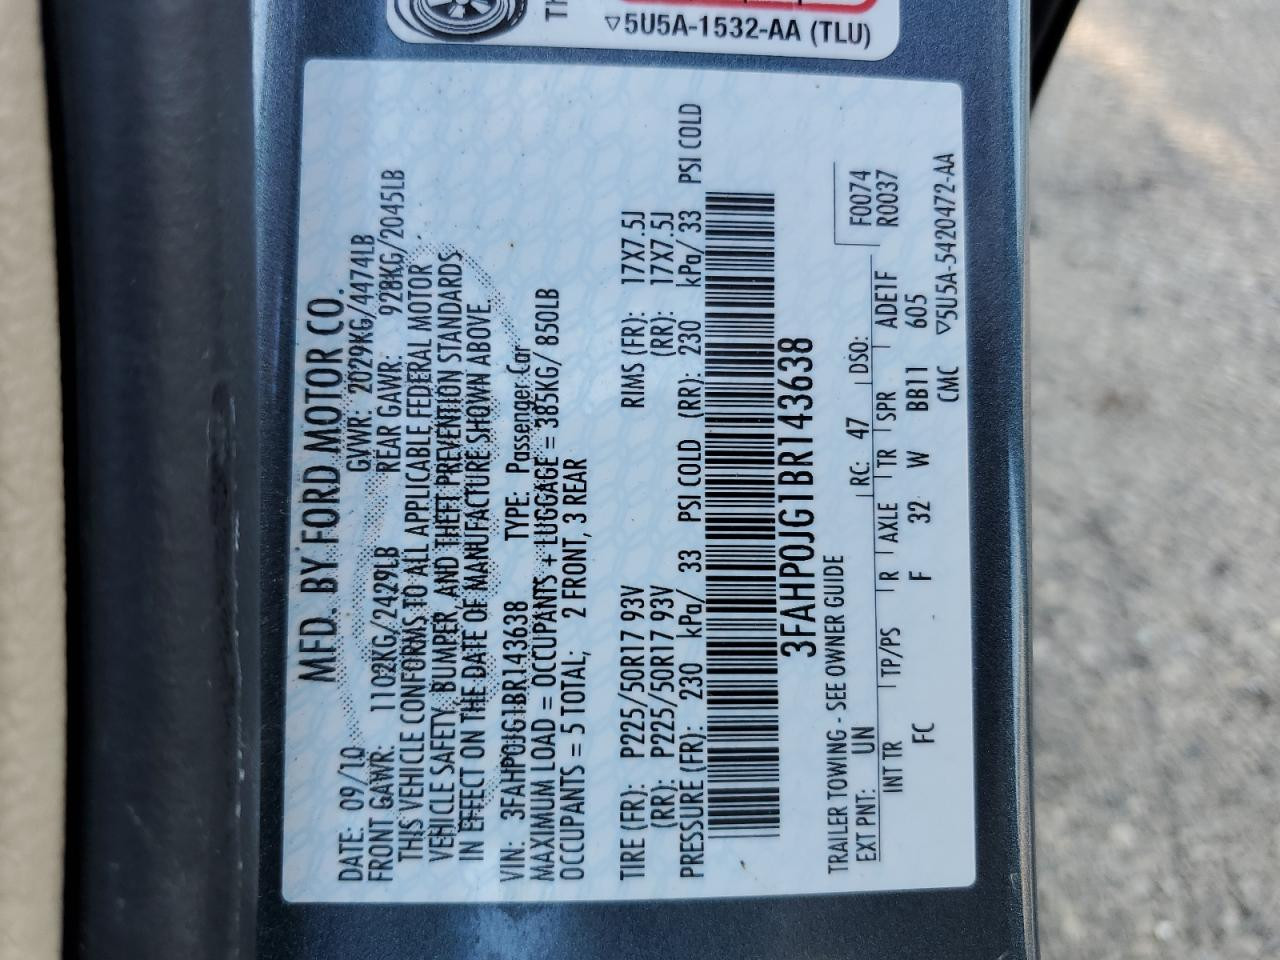 TH
▽5U5A-1532-AA (TLU)
MFD. BY FORD MOTOR CO.
DATE: 09/10 GVWR: 2029KG/4474LB
FRONT GAWR: 1102KG/2429LB REAR GAWR: 928KG/2045LB
THIS VEHICLE CONFORMS TO ALL APPLICABLE FEDERAL MOTOR
VEHICLE SAFETY, BUMPER, AND THEFT PREVENTION STANDARDS
IN EFFECT ON THE DATE OF MANUFACTURE SHOWN ABOVE.
VIN: 3FAHP0JG1BR143638 TYPE: Passenger Car
MAXIMUM LOAD = OCCUPANTS + LUGGAGE = 385KG/ 850LB
OCCUPANTS = 5 TOTAL; 2 FRONT, 3 REAR
TIRE (FR): P225/50R17 93V RIMS (FR): 17X7.5J
(RR): P225/50R17 93V (RR): 17X7.5J
PRESSURE (FR): 230 kPa/ 33 PSI COLD (RR): 230 kPa/ 33 PSI COLD
3FAHP0JG1BR143638
TRAILER TOWING - SEE OWNER GUIDE F0074
EXT PNT: UN RC: 47 DSO: R0037
INT TR TP/PS R AXLE TR SPR ADE1F
FC F 32 W BB11 605
CMC ▽5U5A-5420472-AA